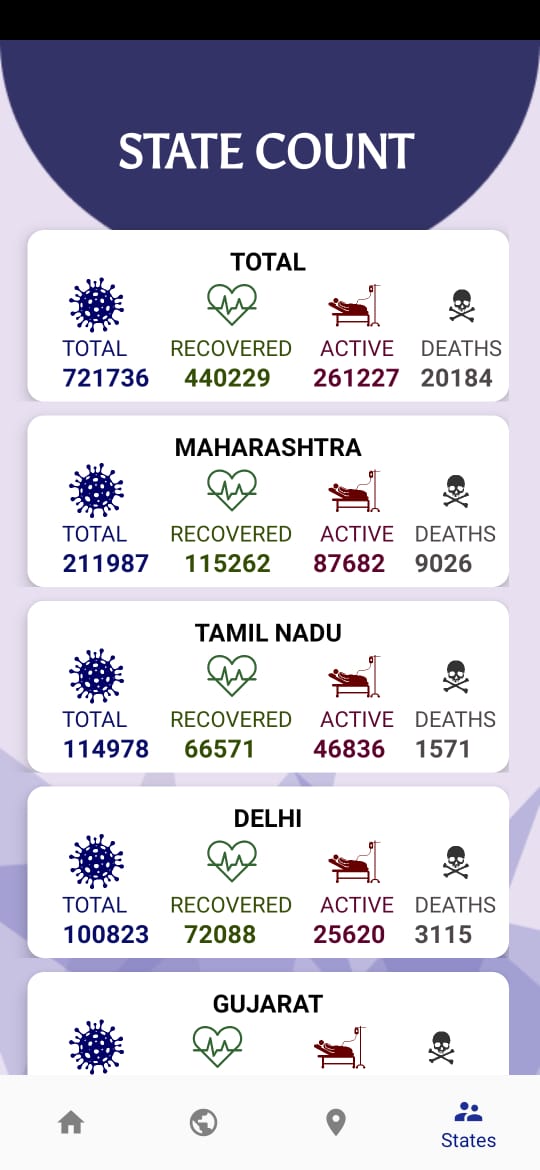 STATE COUNT
TOTAL
TOTAL RECOVERED ACTIVE DEATHS
721736 440229 261227 20184
MAHARASHTRA
TOTAL RECOVERED ACTIVE DEATHS
211987 115262 87682 9026
TAMIL NADU
TOTAL RECOVERED ACTIVE DEATHS
114978 66571 46836 1571
DELHI
TOTAL RECOVERED ACTIVE DEATHS
100823 72088 25620 3115
GUJARAT
States